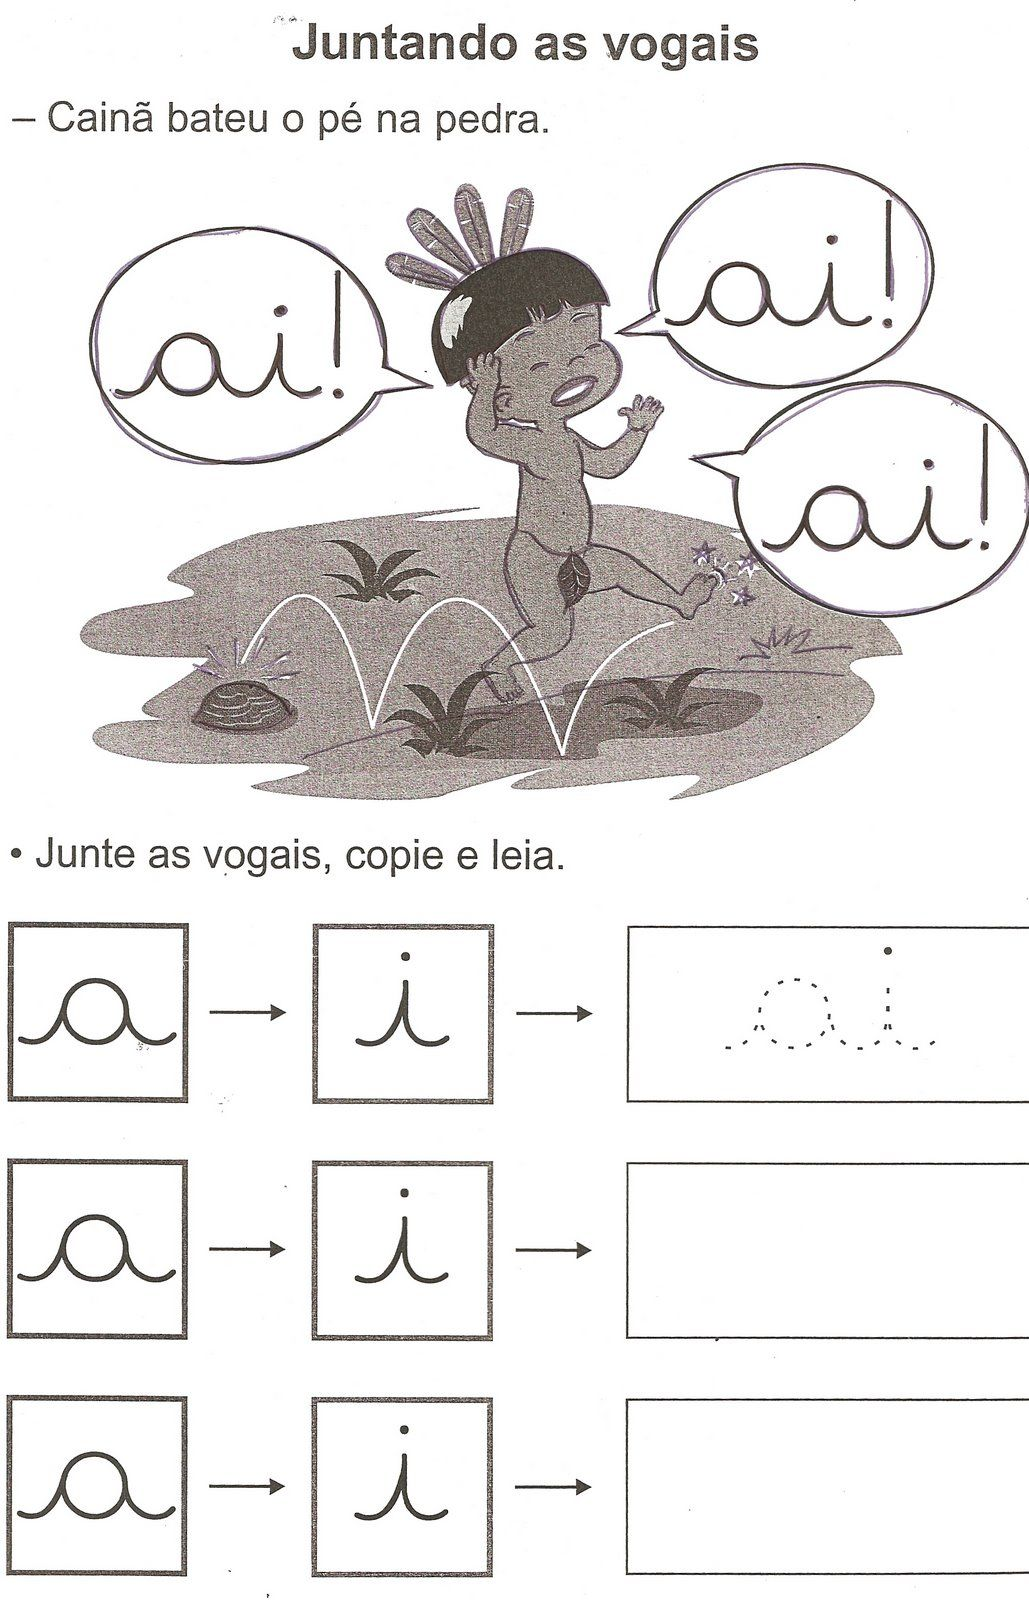 Juntando as vogais
– Cainã bateu o pé na pedra.
ai!
ai!
ai!
• Junte as vogais, copie e leia.
a → i → ai
a → i →
a → i →